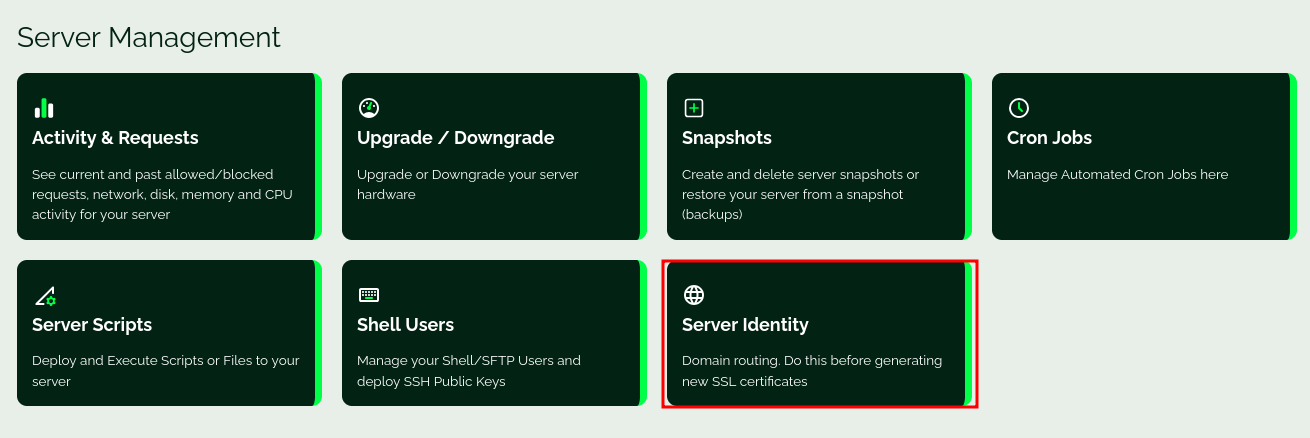 Server Management
Activity & Requests
See current and past allowed/blocked
requests, network, disk, memory and CPU
activity for your server
Upgrade / Downgrade
Upgrade or Downgrade your server
hardware
Snapshots
Create and delete server snapshots or
restore your server from a snapshot
(backups)
Cron Jobs
Manage Automated Cron Jobs here
Server Scripts
Deploy and Execute Scripts or Files to your
server
Shell Users
Manage your Shell/SFTP Users and
deploy SSH Public Keys
Server Identity
Domain routing. Do this before generating
new SSL certificates